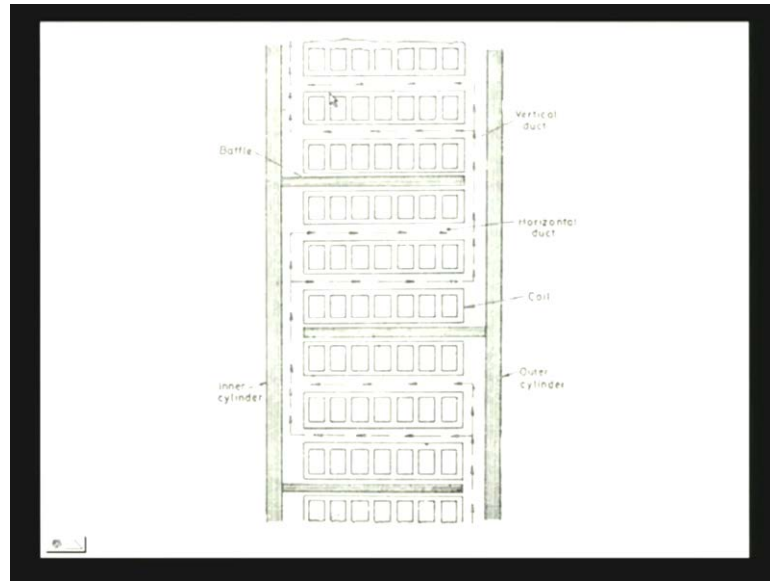 Vertical
duct
Baffle
Horizontal
duct
Coil
Inner
cylinder
Outer
cylinder